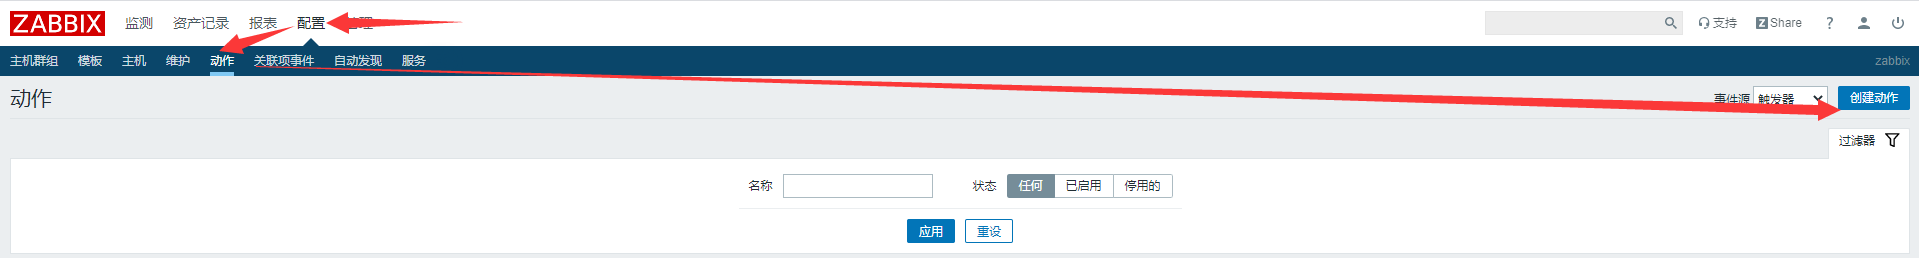 ZABBIX 监测 资产记录 报表 配置 管理 支持 Share ?
主机群组 模板 主机 维护 动作 关联项事件 自动发现 服务 zabbix
动作 事件源 触发器 创建动作
过滤器
名称 状态 任何 已启用 停用的
应用 重设